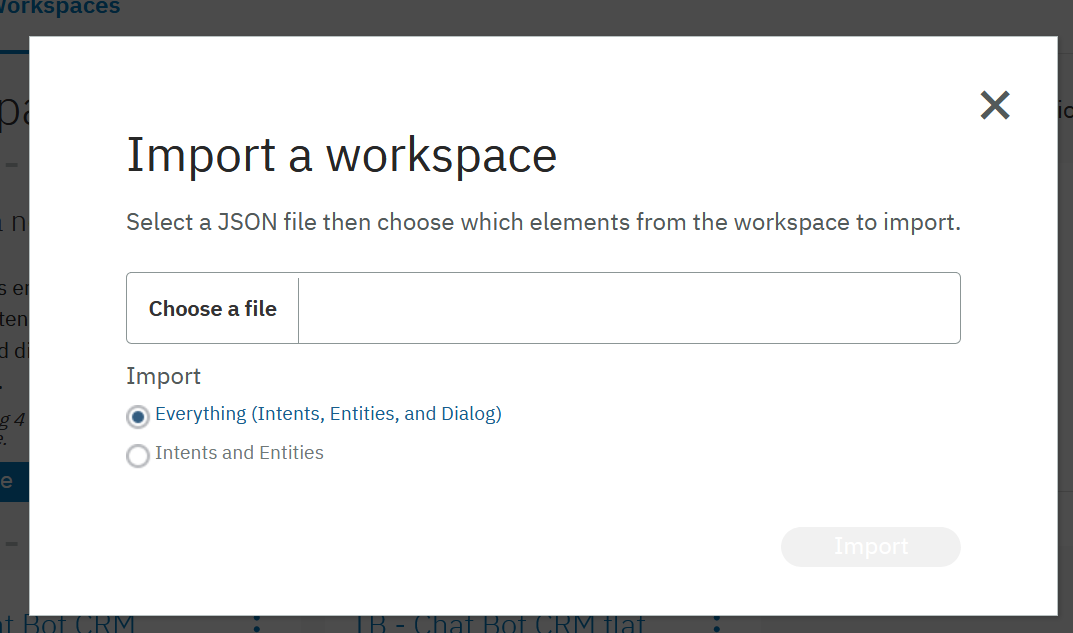 Workspaces
Import a workspace
Select a JSON file then choose which elements from the workspace to import.
Choose a file
Import
Everything (Intents, Entities, and Dialog)
Intents and Entities
Import
Bot CRM
TB - Chat Bot CRM flat